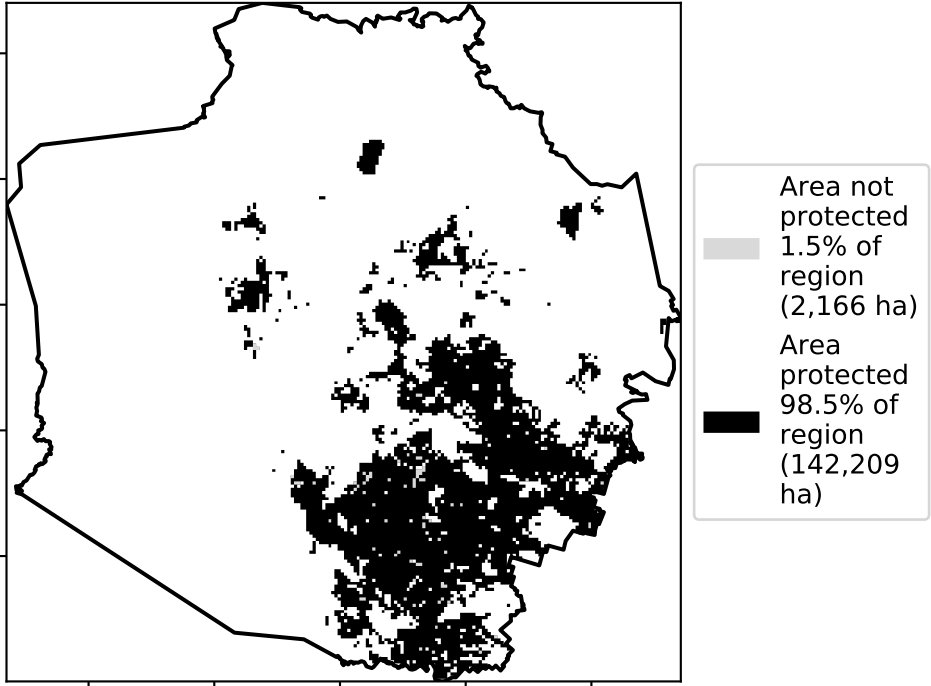 Area not
protected
1.5% of
region
(2,166 ha)
Area
protected
98.5% of
region
(142,209
ha)